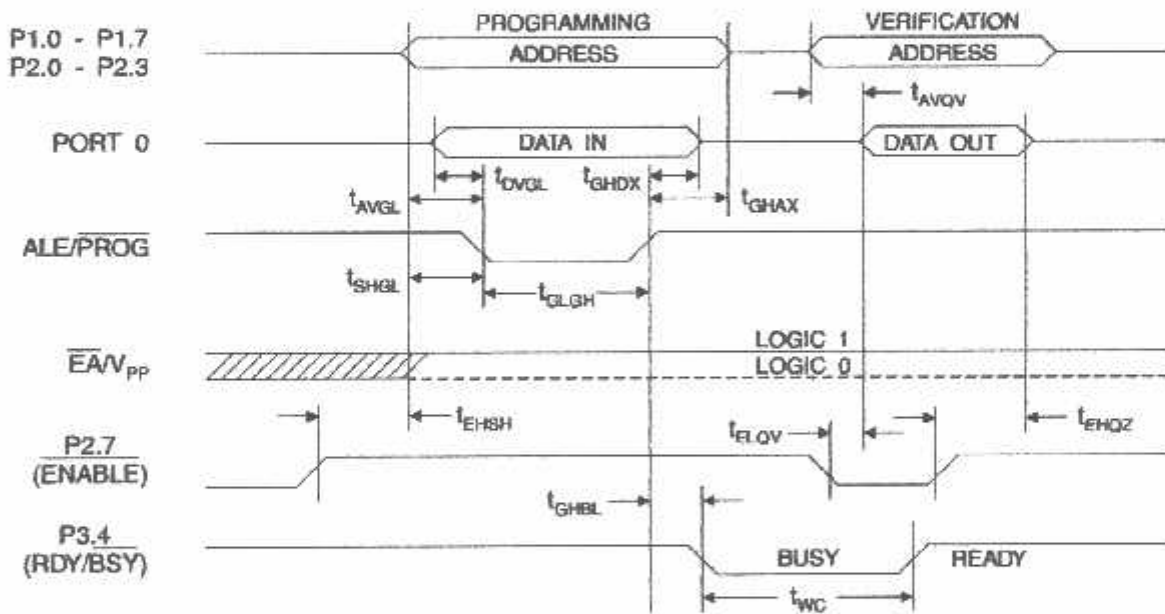 PROGRAMMING
VERIFICATION
P1.0 - P1.7
P2.0 - P2.3
ADDRESS
ADDRESS
tAVQV
PORT 0
DATA IN
DATA OUT
tDVGL
tGHDX
tAVGL
tGHAX
ALE/PROG
tSHGL
tGLGH
LOGIC 1
EA/VPP
LOGIC 0
tEHSH
tELQV
tEHQZ
P2.7
(ENABLE)
tGHBL
P3.4
(RDY/BSY)
BUSY
READY
tWC